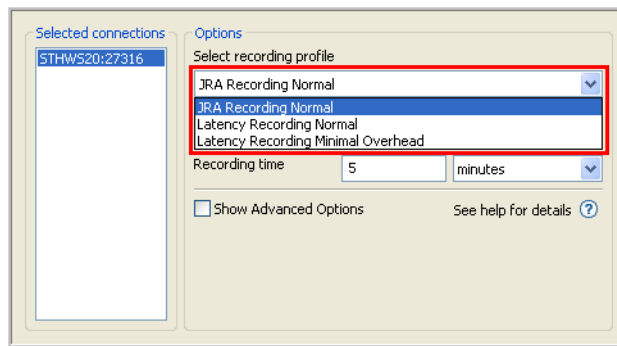 Selected connections
STHWS20:27316
Options
Select recording profile
JRA Recording Normal
JRA Recording Normal
Latency Recording Normal
Latency Recording Minimal Overhead
Recording time 5 minutes
Show Advanced Options See help for details ?